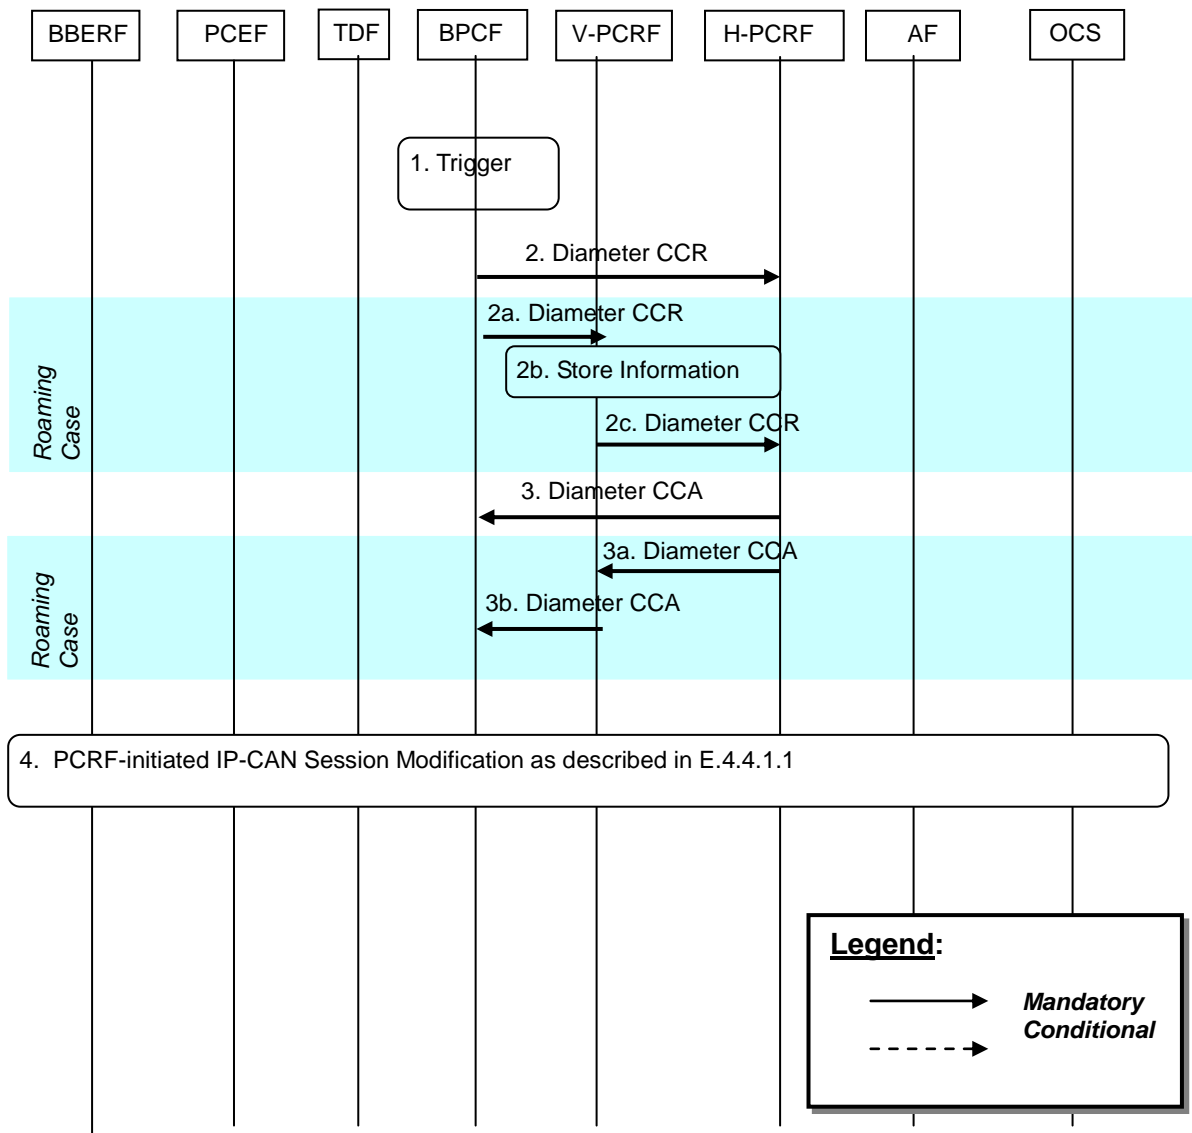 BBERF PCEF TDF BPCF V-PCRF H-PCRF AF OCS
1. Trigger
2. Diameter CCR
2a. Diameter CCR
2b. Store Information
2c. Diameter CCR
Roaming
Case
3. Diameter CCA
3a. Diameter CCA
3b. Diameter CCA
Roaming
Case
4. PCRF-initiated IP-CAN Session Modification as described in E.4.4.1.1
Legend:
Mandatory
Conditional